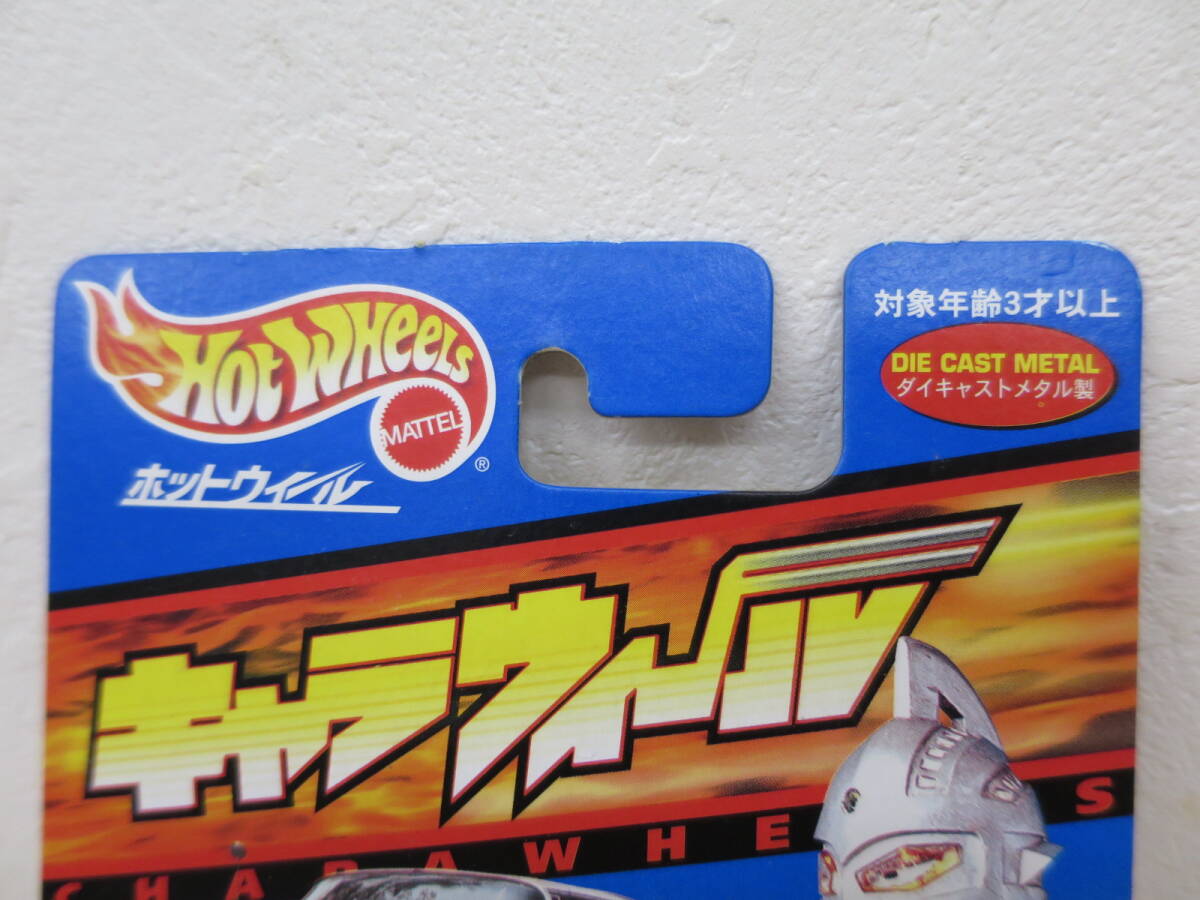 HOT WHEELS
MATTEL
®
ホットウィール
対象年齢3才以上
DIE CAST METAL
ダイキャストメタル製
キャラウィール